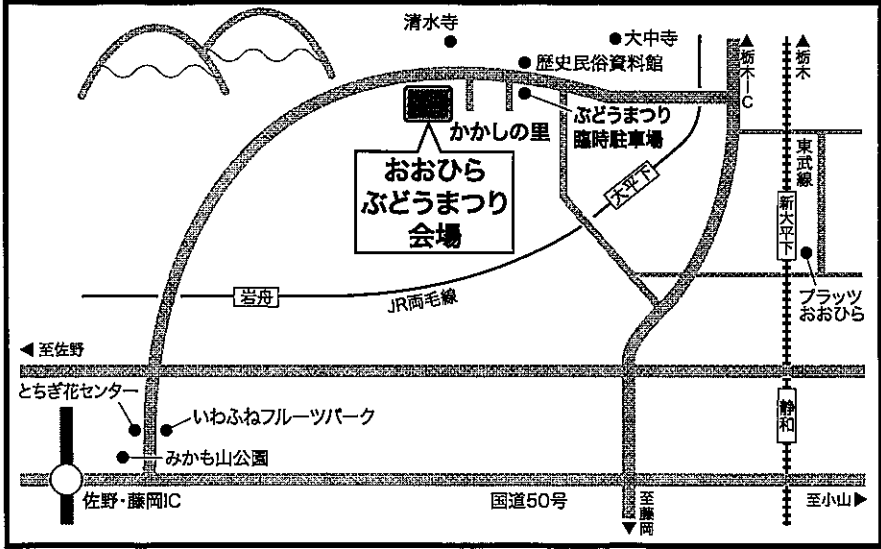 清水寺
大中寺
歴史民俗資料館
▲栃木IC
▲栃木
ぶどうまつり
臨時駐車場
かかしの里
おおひら
ぶどうまつり
会場
大平下
東武線
新大平下
プラッツ
おおひら
岩舟
JR両毛線
◀至佐野
とちぎ花センター
いわふねフルーツパーク
みかも山公園
静和
佐野・藤岡IC
国道50号
至藤岡▼
至小山▶